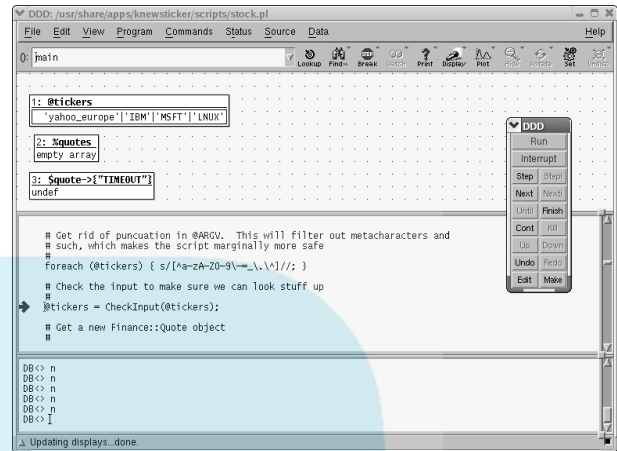 DDD: /usr/share/apps/knewsticker/scripts/stock.pl
File Edit View Program Commands Status Source Data Help
(): main
Lookup Find» Break Watch Print Display Plot Hide Rotate Set Undisp
1: @tickers
'yahoo_europe'|'IBM'|'MSFT'|'LNUX'
2: %quotes
empty array
3: $quote->{"TIMEOUT"}
undef
DDD
Run
Interrupt
Step Stepi
Next Nexti
Until Finish
Cont Kill
Up Down
Undo Redo
Edit Make
# Get rid of puncuation in @ARGV. This will filter out metacharacters and
# such, which makes the script marginally more safe
#
foreach (@tickers) { s/[^a-zA-Z0-9\-=_\.\^]//; }
# Check the input to make sure we can look stuff up
#
@tickers = CheckInput(@tickers);
# Get a new Finance::Quote object
#
DB<> n
DB<> n
DB<> n
DB<> n
DB<> n
DB<>
Updating displays...done.